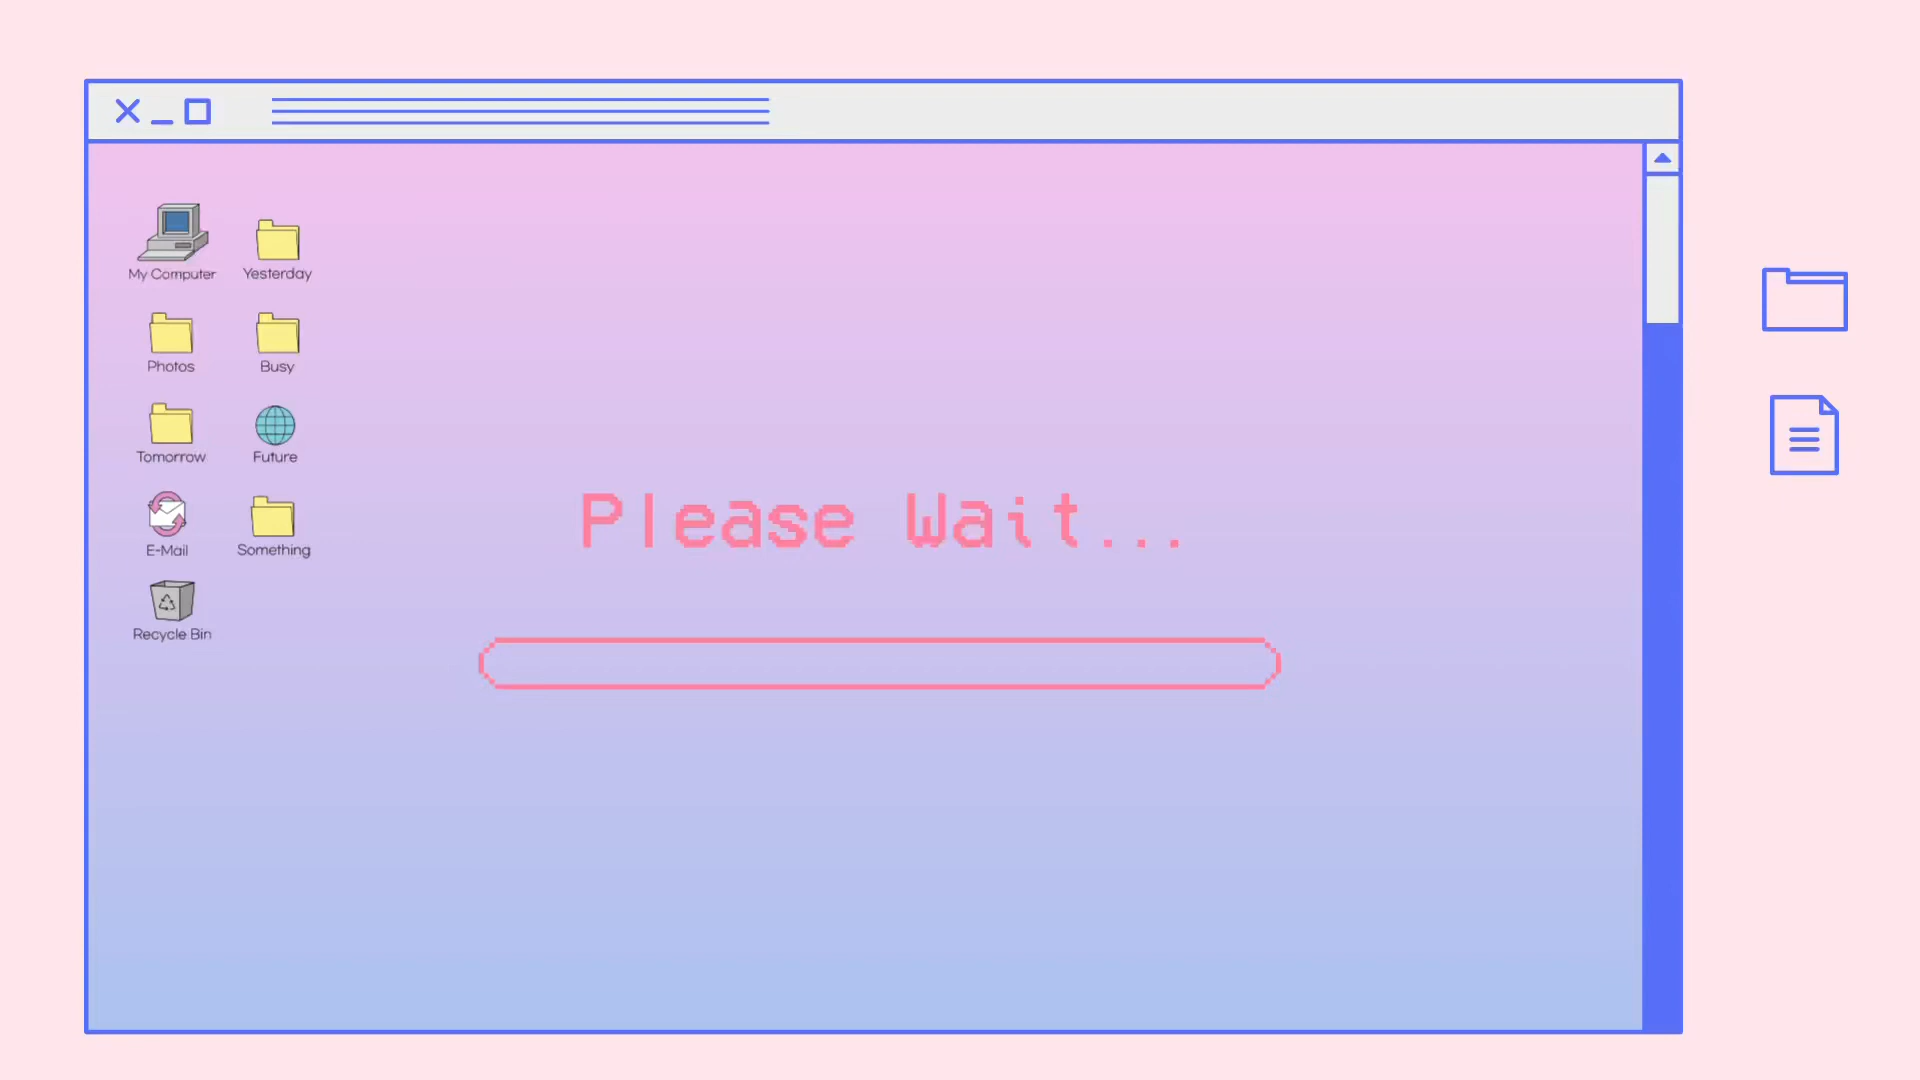 My Computer
Yesterday
Photos
Busy
Tomorrow
Future
E-Mail
Something
Recycle Bin
Please Wait...